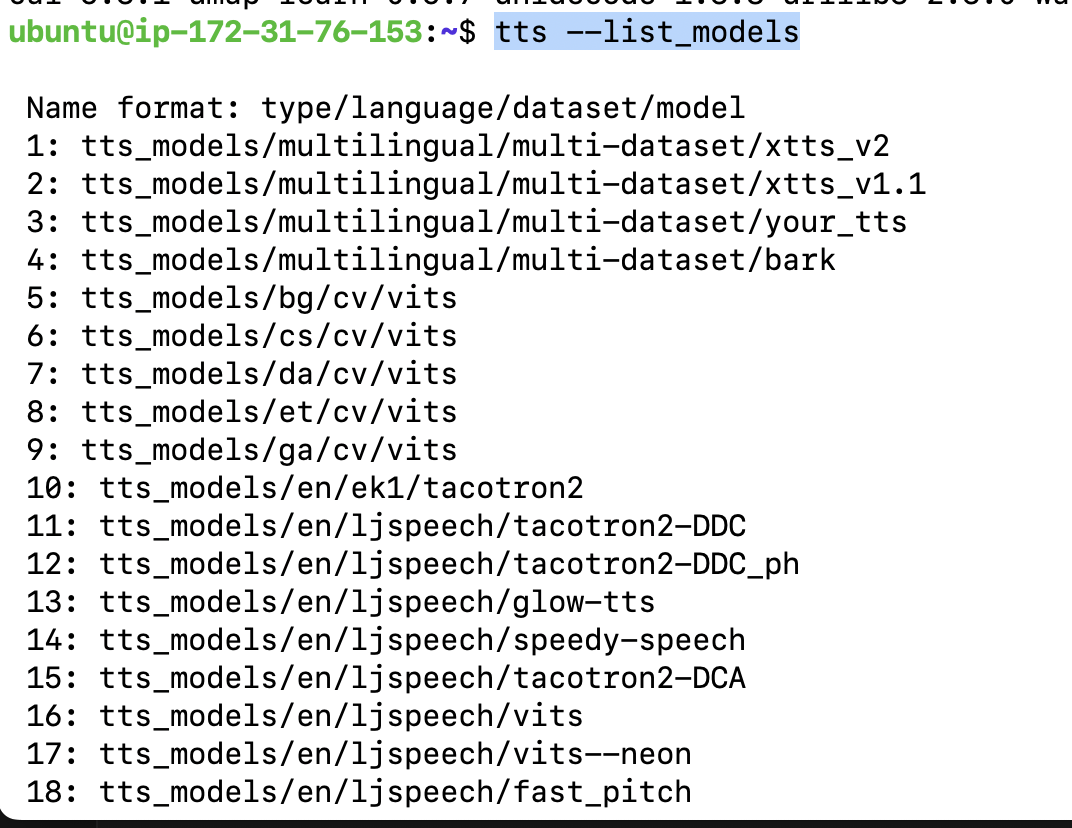 ubuntu@ip-172-31-76-153:~$ tts --list_models
Name format: type/language/dataset/model
1: tts_models/multilingual/multi-dataset/xtts_v2
2: tts_models/multilingual/multi-dataset/xtts_v1.1
3: tts_models/multilingual/multi-dataset/your_tts
4: tts_models/multilingual/multi-dataset/bark
5: tts_models/bg/cv/vits
6: tts_models/cs/cv/vits
7: tts_models/da/cv/vits
8: tts_models/et/cv/vits
9: tts_models/ga/cv/vits
10: tts_models/en/ek1/tacotron2
11: tts_models/en/ljspeech/tacotron2-DDC
12: tts_models/en/ljspeech/tacotron2-DDC_ph
13: tts_models/en/ljspeech/glow-tts
14: tts_models/en/ljspeech/speedy-speech
15: tts_models/en/ljspeech/tacotron2-DCA
16: tts_models/en/ljspeech/vits
17: tts_models/en/ljspeech/vits--neon
18: tts_models/en/ljspeech/fast_pitch